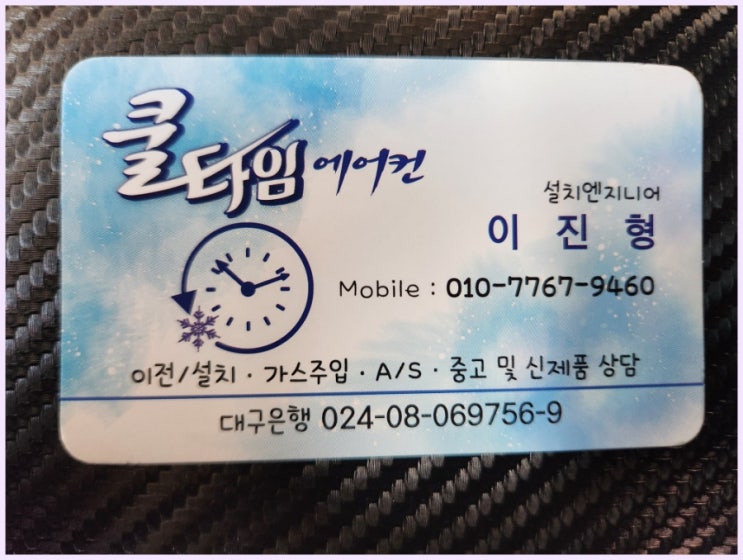 쿨타임 에어컨
설치엔지니어
이 진 형
Mobile : 010-7767-9460
이전/설치 · 가스주입 · A/S · 중고 및 신제품 상담
대구은행 024-08-069756-9